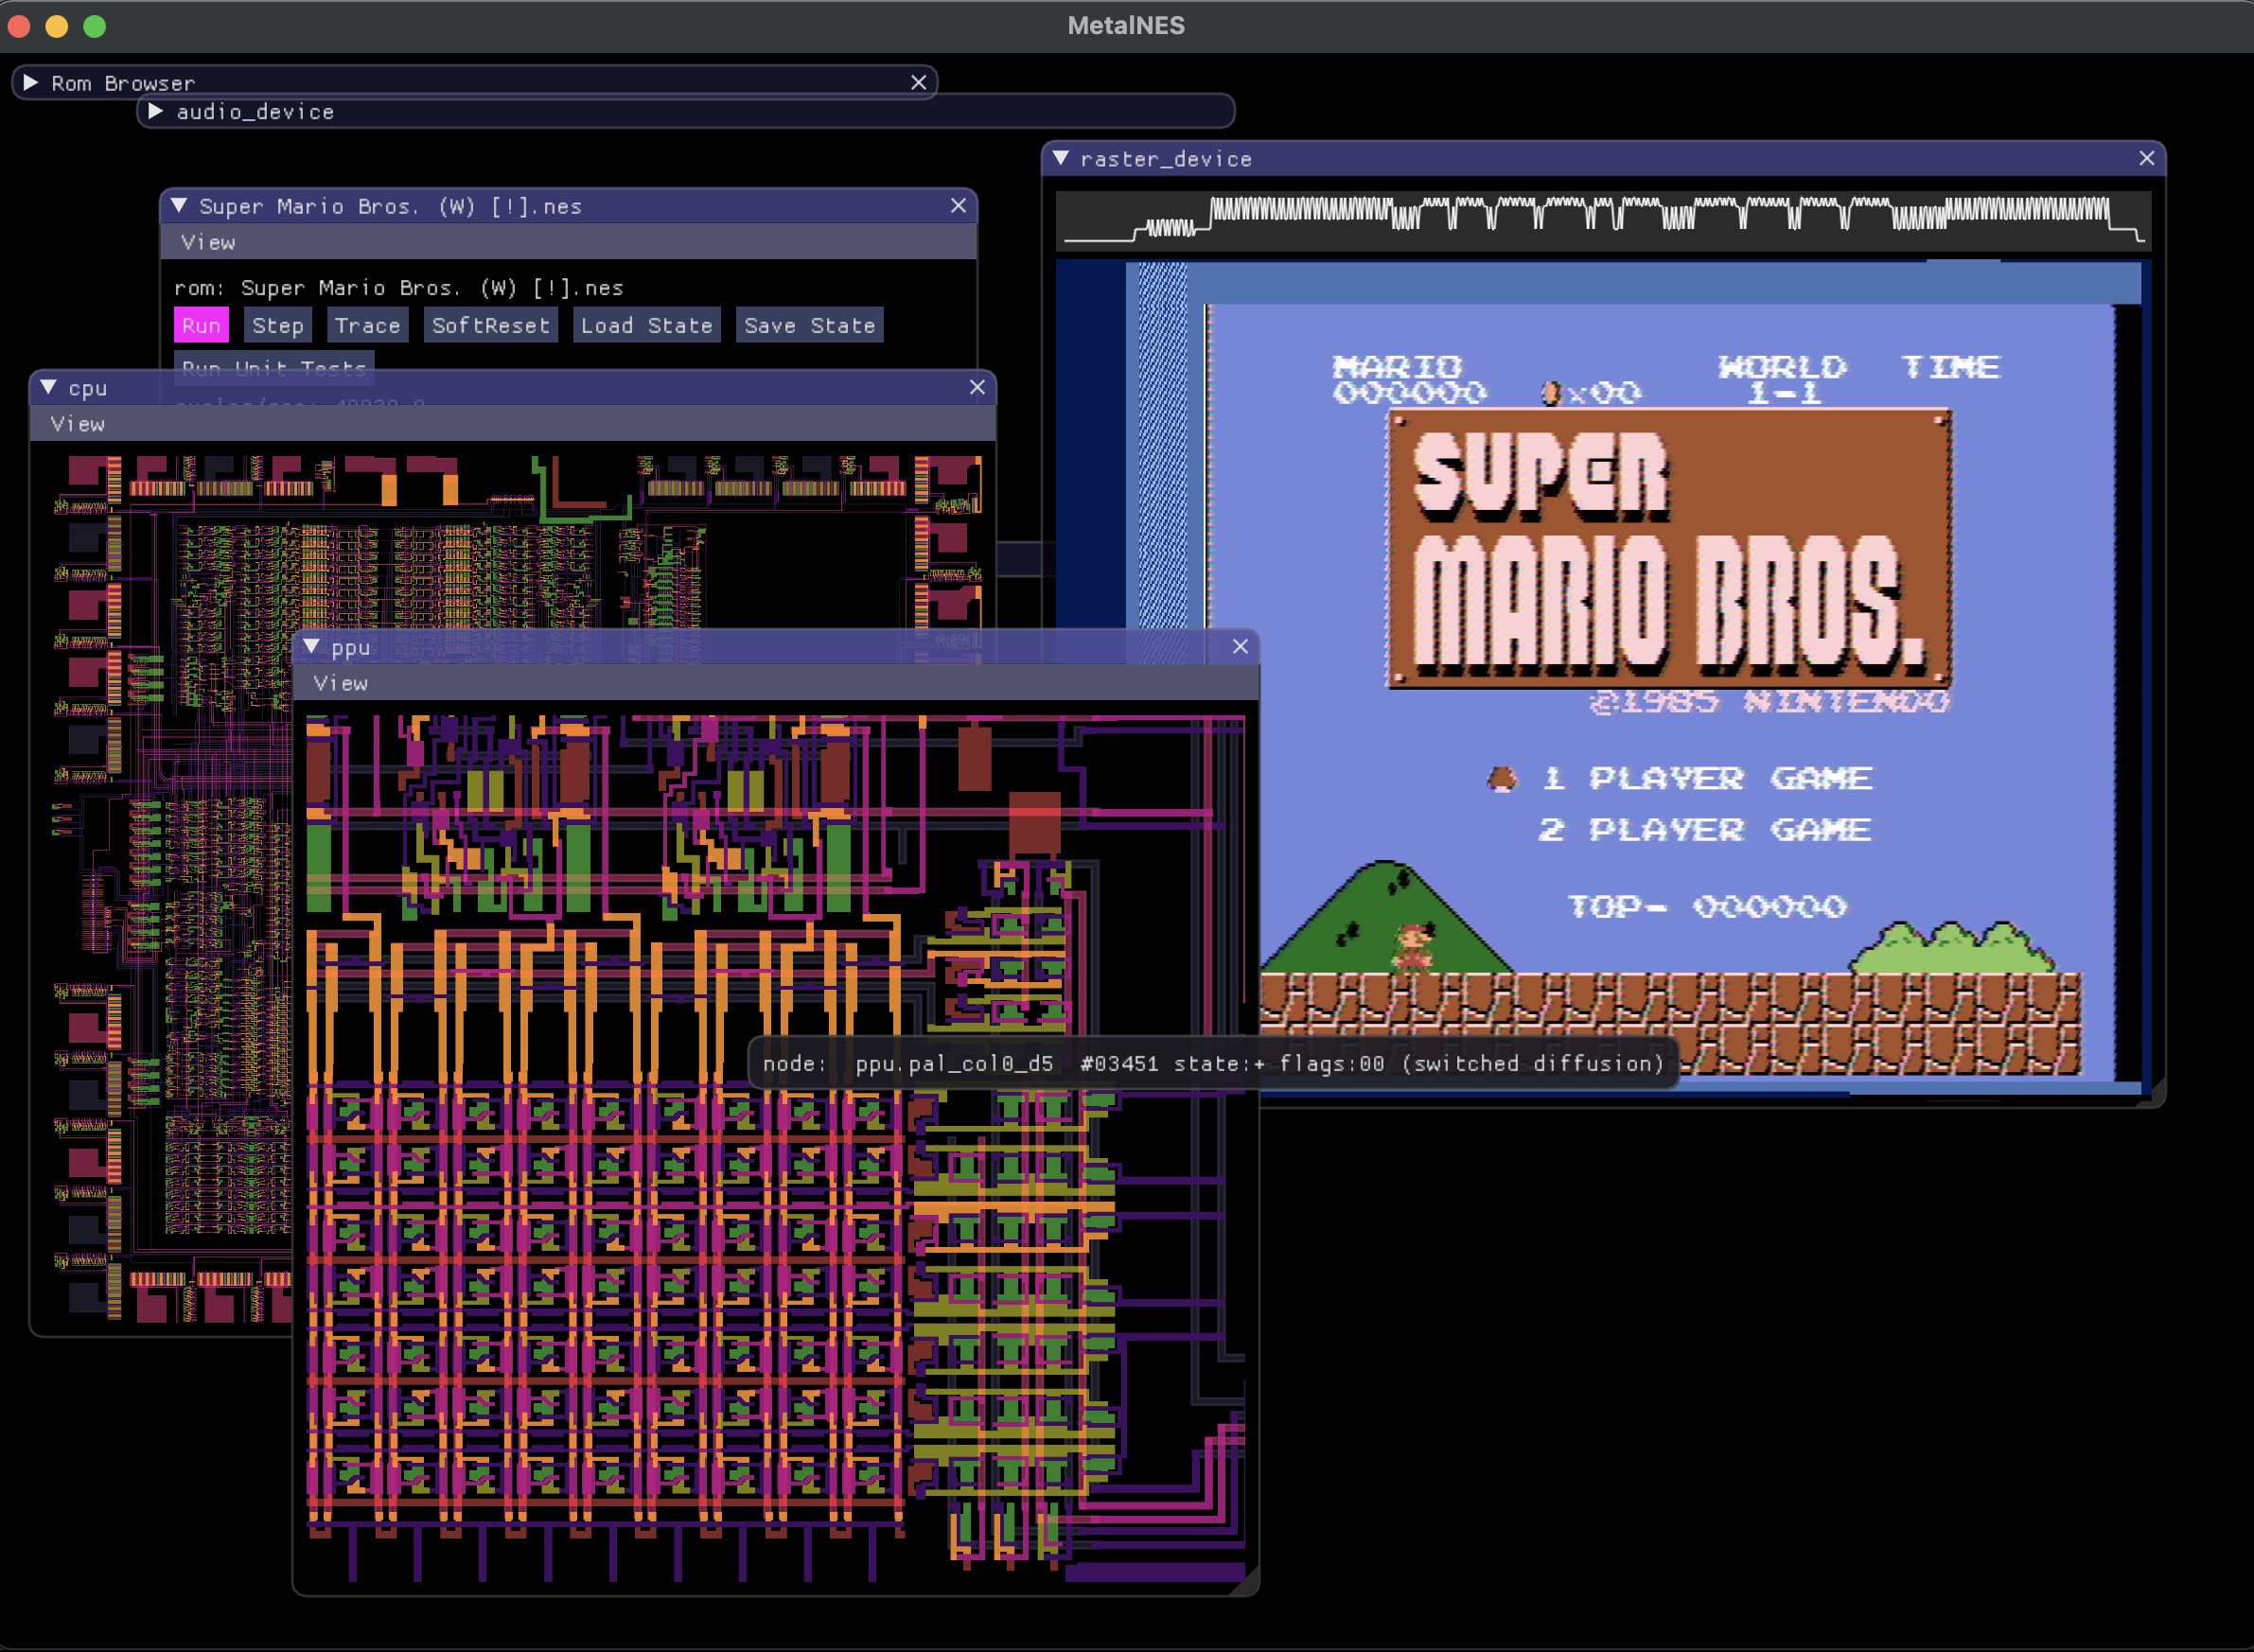 MetalNES
Rom Browser
audio_device
raster_device
Super Mario Bros. (W) [!].nes
View
rom: Super Mario Bros. (W) [!].nes
Run Step Trace SoftReset Load State Save State
Run Unit Tests
cpu
View
ppu
View
MARIO WORLD TIME
000000 x00 1-1
SUPER
MARIO BROS.
@1985 NINTENDO
1 PLAYER GAME
2 PLAYER GAME
TOP- 000000
node: ppu.pal_col0_d5 #03451 state:+ flags:00 (switched diffusion)